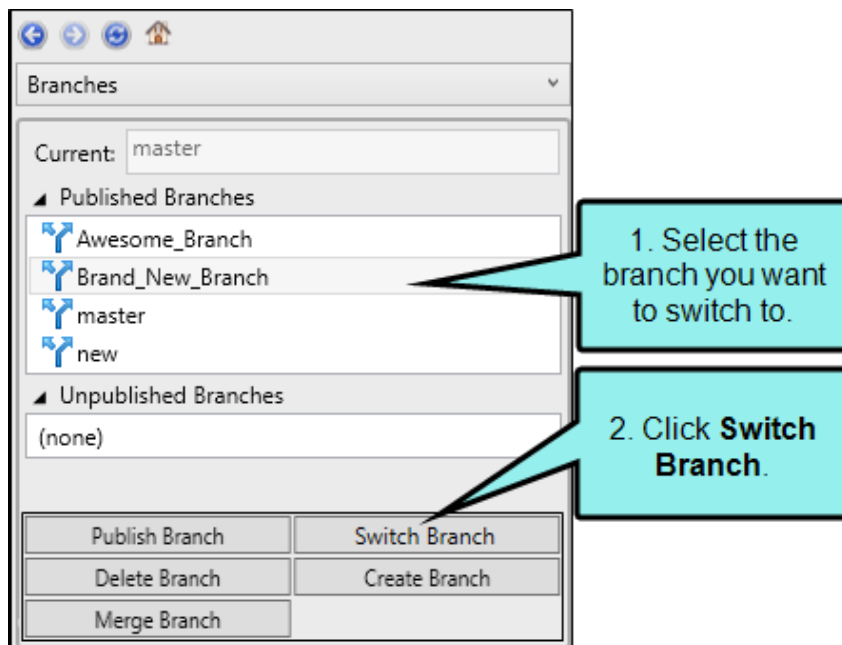 Branches
Current: master
Published Branches
Awesome_Branch
Brand_New_Branch
master
new
1. Select the
branch you want
to switch to.
Unpublished Branches
(none)
2. Click Switch
Branch.
Publish Branch Switch Branch
Delete Branch Create Branch
Merge Branch